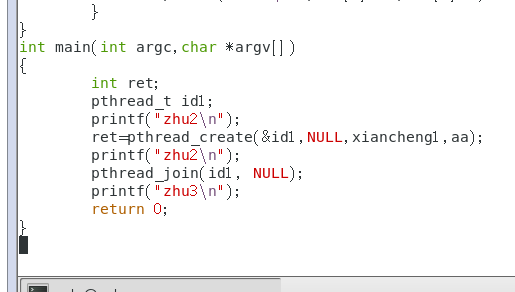 }
}
int main(int argc,char *argv[])
{
int ret;
pthread_t id1;
printf("zhu2\n");
ret=pthread_create(&id1,NULL,xiancheng1,aa);
printf("zhu2\n");
pthread_join(id1, NULL);
printf("zhu3\n");
return 0;
}